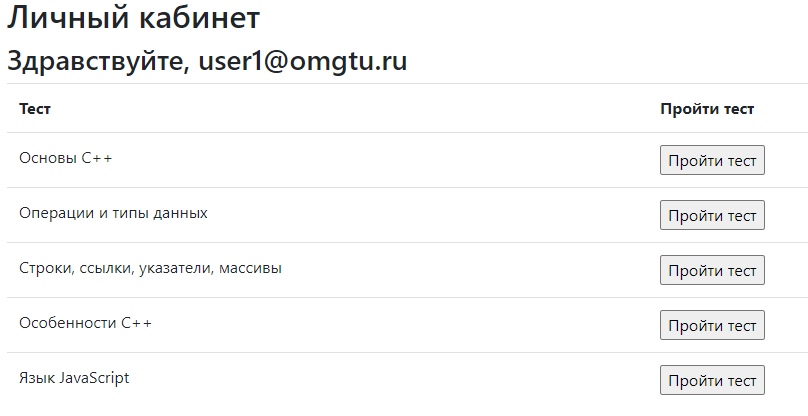 Личный кабинет
Здравствуйте, user1@omgtu.ru
Тест Пройти тест
Основы C++ Пройти тест
Операции и типы данных Пройти тест
Строки, ссылки, указатели, массивы Пройти тест
Особенности C++ Пройти тест
Язык JavaScript Пройти тест